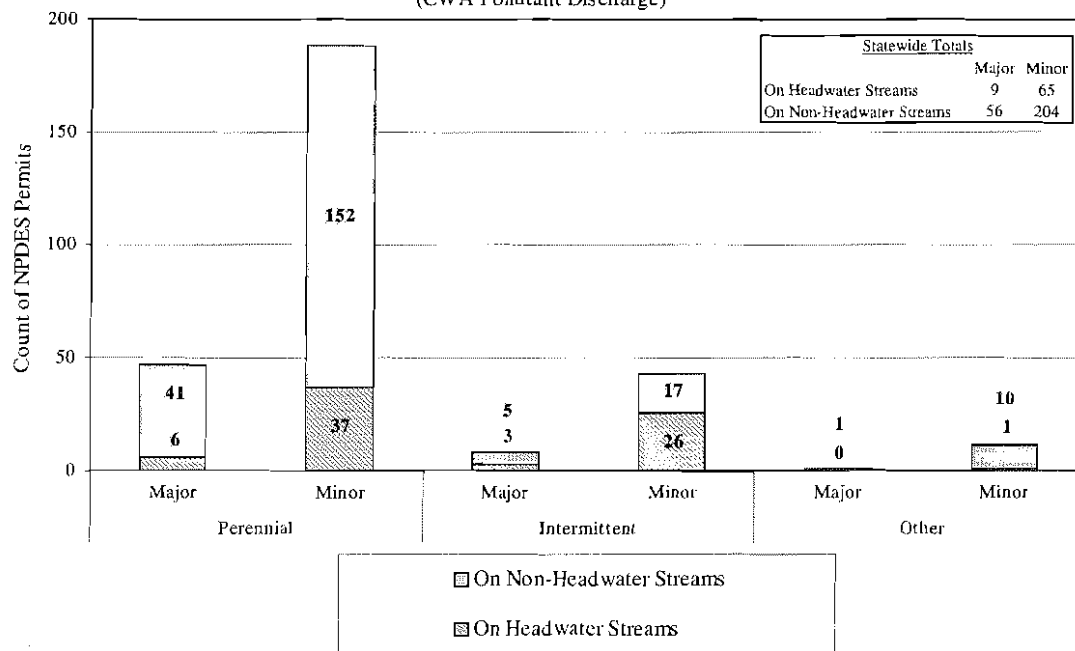 (CWA Pollutant Discharge)
200
Statewide Totals
Major Minor
On Headwater Streams 9 65
On Non-Headwater Streams 56 204
150
152
Count of NPDES Permits
100
50
41
5
17
10
6
37
3
26
1
1
0
0
Major Minor Major Minor Major Minor
Perennial Intermittent Other
On Non-Headwater Streams
On Headwater Streams